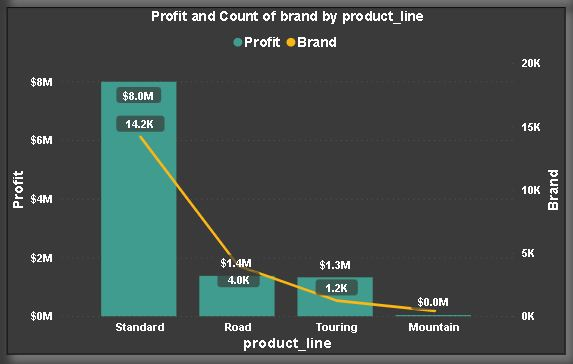 Profit and Count of brand by product_line
Profit Brand
20K
$8M
$8.0M
14.2K
15K
$6M
Profit
Brand
$4M
10K
$2M
$1.4M
$1.3M
5K
4.0K
1.2K
$0.0M
$0M
0K
Standard Road Touring Mountain
product_line